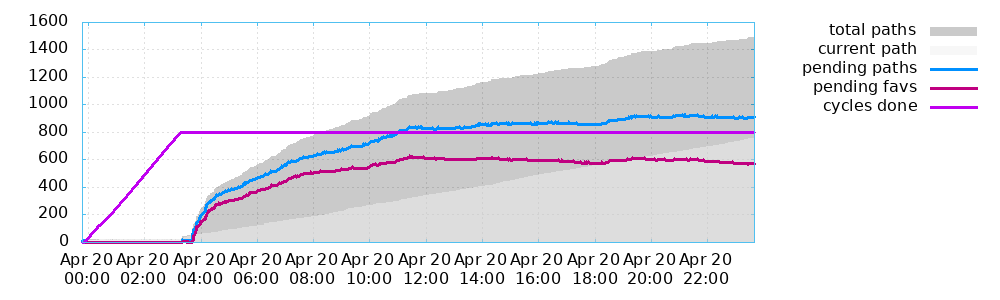 1600
1400
1200
1000
800
600
400
200
0
Apr 20 Apr 20 Apr 20 Apr 20 Apr 20 Apr 20 Apr 20 Apr 20 Apr 20 Apr 20 Apr 20 Apr 20
00:00 02:00 04:00 06:00 08:00 10:00 12:00 14:00 16:00 18:00 20:00 22:00
total paths
current path
pending paths
pending favs
cycles done